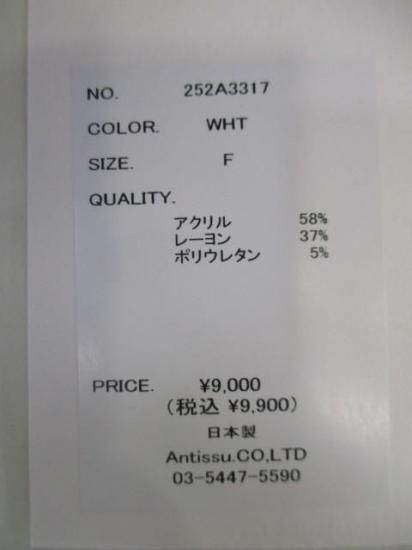 NO. 252A3317
COLOR. WHT
SIZE. F
QUALITY.
アクリル 58%
レーヨン 37%
ポリウレタン 5%
PRICE. ¥9,000
(税込 ¥9,900)
日本製
Antissu.CO,LTD
03-5447-5590